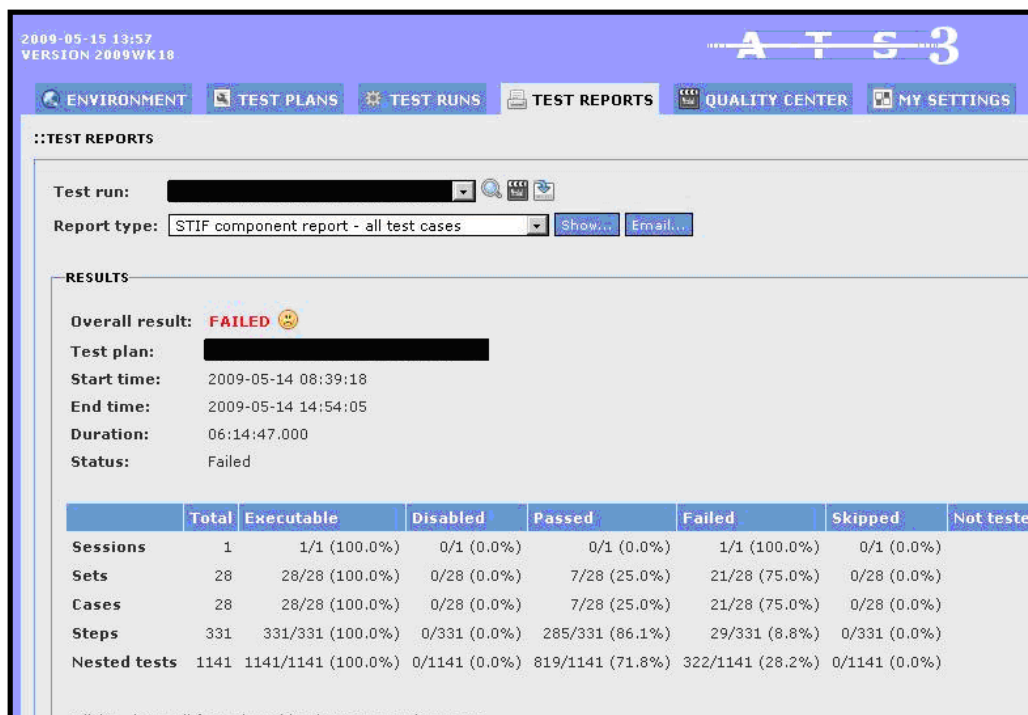 2009-05-15 13:57
VERSION 2009WK18
ATS3
ENVIRONMENT TEST PLANS TEST RUNS TEST REPORTS QUALITY CENTER MY SETTINGS
::TEST REPORTS
Test run:
Report type: STIF component report - all test cases Show... Email...
RESULTS
Overall result: FAILED
Test plan:
Start time: 2009-05-14 08:39:18
End time: 2009-05-14 14:54:05
Duration: 06:14:47.000
Status: Failed
Total Executable Disabled Passed Failed Skipped Not teste
Sessions 1 1/1 (100.0%) 0/1 (0.0%) 0/1 (0.0%) 1/1 (100.0%) 0/1 (0.0%)
Sets 28 28/28 (100.0%) 0/28 (0.0%) 7/28 (25.0%) 21/28 (75.0%) 0/28 (0.0%)
Cases 28 28/28 (100.0%) 0/28 (0.0%) 7/28 (25.0%) 21/28 (75.0%) 0/28 (0.0%)
Steps 331 331/331 (100.0%) 0/331 (0.0%) 285/331 (86.1%) 29/331 (8.8%) 0/331 (0.0%)
Nested tests 1141 1141/1141 (100.0%) 0/1141 (0.0%) 819/1141 (71.8%) 322/1141 (28.2%) 0/1141 (0.0%)